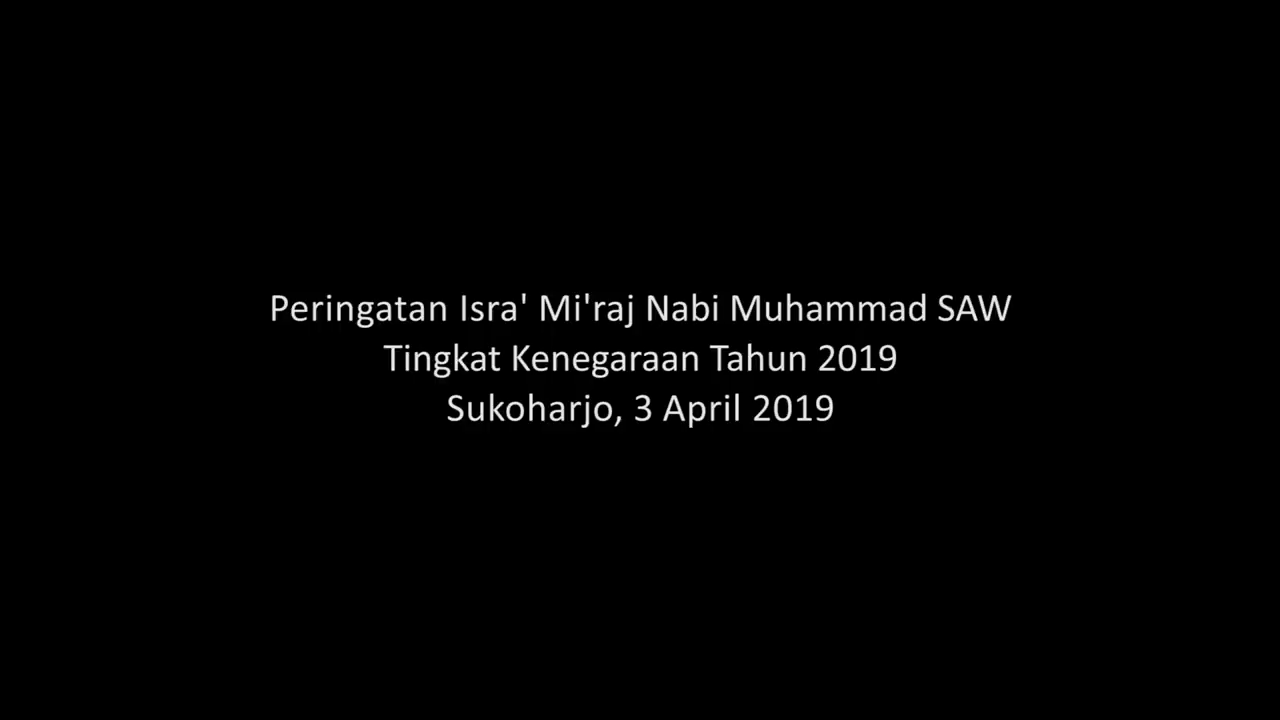 Peringatan Isra' Mi'raj Nabi Muhammad SAW
Tingkat Kenegaraan Tahun 2019
Sukoharjo, 3 April 2019